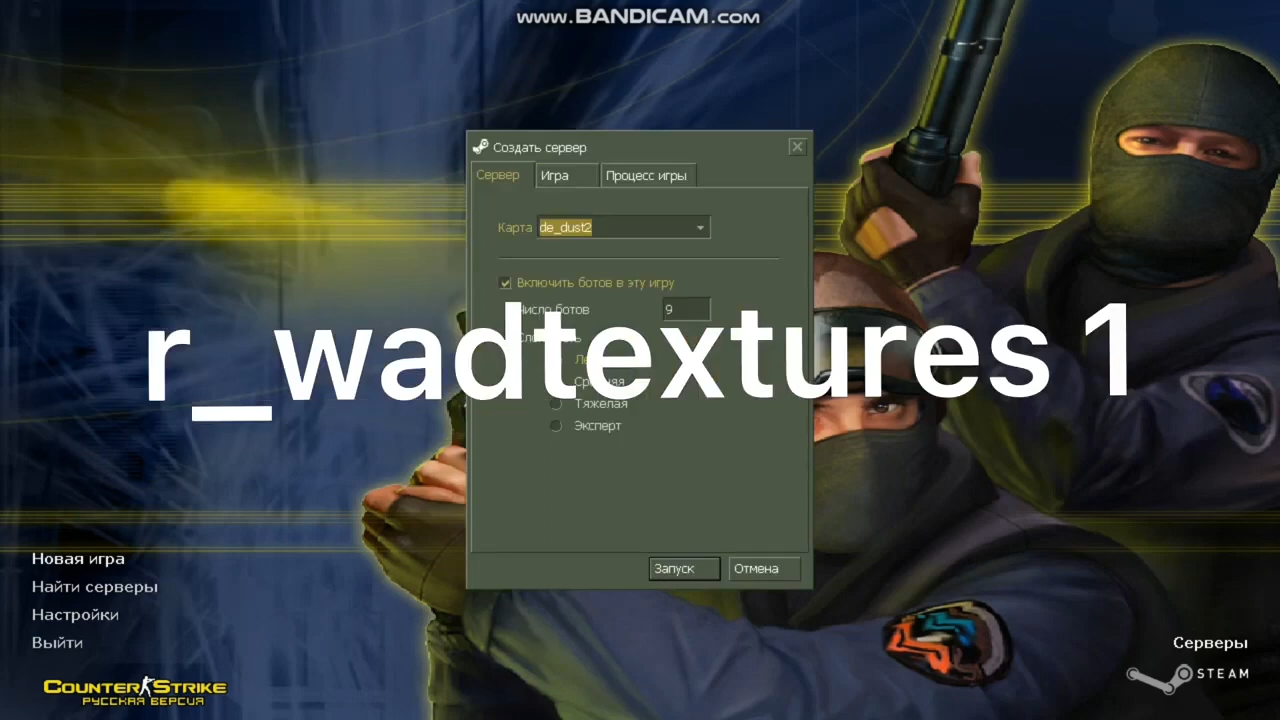 www.BANDICAM.com
Создать сервер
Сервер Игра Процесс игры
Карта de_dust2
Включить ботов в эту игру
Число ботов 9
r_wadtextures 1
Средняя
Тяжелая
Эксперт
Запуск Отмена
Новая игра
Найти серверы
Настройки
Выйти
Серверы
STEAM
COUNTER STRIKE
РУССКАЯ ВЕРСИЯ